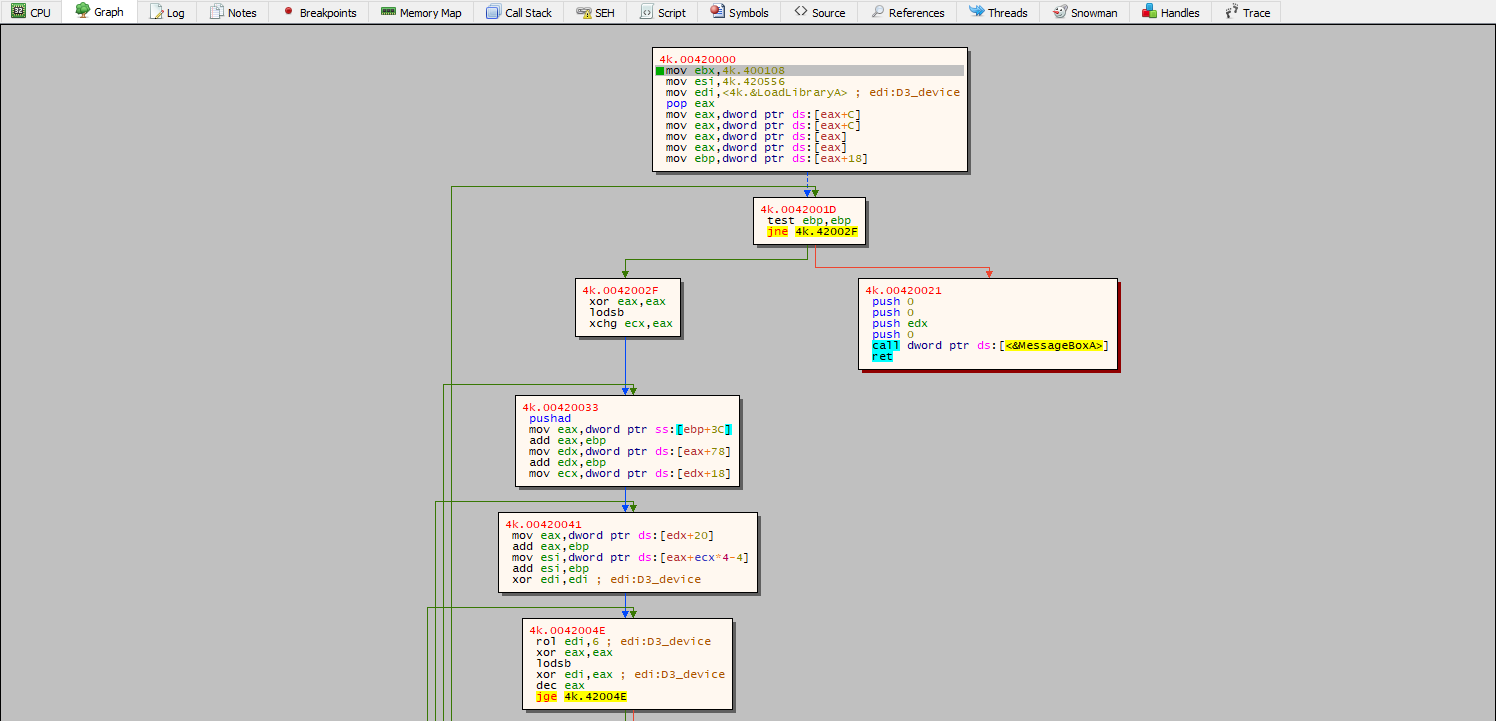 CPU Graph Log Notes Breakpoints Memory Map Call Stack SEH Script Symbols Source References Threads Snowman Handles Trace
4k.00420000
mov ebx,4k.400108
mov esi,4k.420556
mov edi,<4k.&LoadLibraryA> ; edi:D3_device
pop eax
mov eax,dword ptr ds:[eax+C]
mov eax,dword ptr ds:[eax+C]
mov eax,dword ptr ds:[eax]
mov eax,dword ptr ds:[eax]
mov ebp,dword ptr ds:[eax+18]
4k.0042001D
test ebp,ebp
jne 4k.42002F
4k.0042002F
xor eax,eax
lodsb
xchg ecx,eax
4k.00420021
push 0
push 0
push edx
push 0
call dword ptr ds:[<&MessageBoxA>]
ret
4k.00420033
pushad
mov eax,dword ptr ss:[ebp+3C]
add eax,ebp
mov edx,dword ptr ds:[eax+78]
add edx,ebp
mov ecx,dword ptr ds:[edx+18]
4k.00420041
mov eax,dword ptr ds:[edx+20]
add eax,ebp
mov esi,dword ptr ds:[eax+ecx*4-4]
add esi,ebp
xor edi,edi ; edi:D3_device
4k.0042004E
rol edi,6 ; edi:D3_device
xor eax,eax
lodsb
xor edi,eax ; edi:D3_device
dec eax
jge 4k.42004E